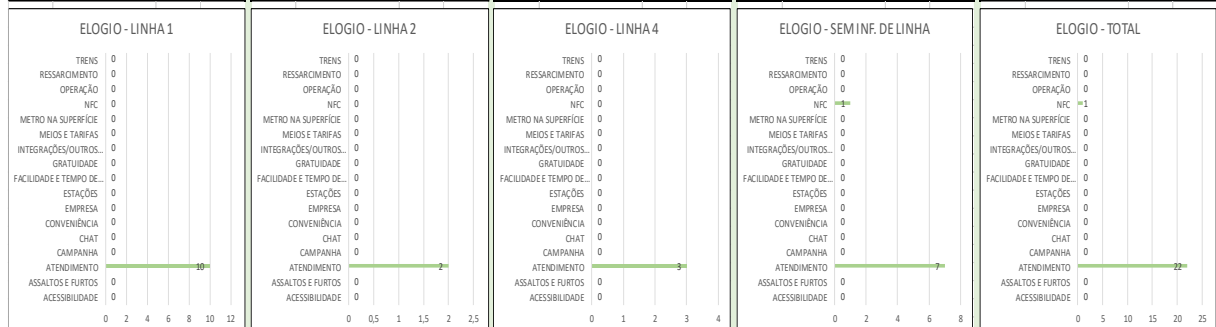 ELOGIO - LINHA 1
TRENS 0
RESSARCIMENTO 0
OPERAÇÃO 0
NFC 0
METRO NA SUPERFÍCIE 0
MEIOS E TARIFAS 0
INTEGRAÇÕES/OUTROS... 0
GRATUIDADE 0
FACILIDADE E TEMPO DE... 0
ESTAÇÕES 0
EMPRESA 0
CONVENIÊNCIA 0
CHAT 0
CAMPANHA 0
ATENDIMENTO 10
ASSALTOS E FURTOS 0
ACESSIBILIDADE 0
0 2 4 6 8 10 12
ELOGIO - LINHA 2
TRENS 0
RESSARCIMENTO 0
OPERAÇÃO 0
NFC 0
METRO NA SUPERFÍCIE 0
MEIOS E TARIFAS 0
INTEGRAÇÕES/OUTROS... 0
GRATUIDADE 0
FACILIDADE E TEMPO DE... 0
ESTAÇÕES 0
EMPRESA 0
CONVENIÊNCIA 0
CHAT 0
CAMPANHA 0
ATENDIMENTO 2
ASSALTOS E FURTOS 0
ACESSIBILIDADE 0
0 0,5 1 1,5 2 2,5
ELOGIO - LINHA 4
TRENS 0
RESSARCIMENTO 0
OPERAÇÃO 0
NFC 0
METRO NA SUPERFÍCIE 0
MEIOS E TARIFAS 0
INTEGRAÇÕES/OUTROS... 0
GRATUIDADE 0
FACILIDADE E TEMPO DE... 0
ESTAÇÕES 0
EMPRESA 0
CONVENIÊNCIA 0
CHAT 0
CAMPANHA 0
ATENDIMENTO 3
ASSALTOS E FURTOS 0
ACESSIBILIDADE 0
0 1 2 3 4
ELOGIO - SEM INF. DE LINHA
TRENS 0
RESSARCIMENTO 0
OPERAÇÃO 0
NFC 1
METRO NA SUPERFÍCIE 0
MEIOS E TARIFAS 0
INTEGRAÇÕES/OUTROS... 0
GRATUIDADE 0
FACILIDADE E TEMPO DE... 0
ESTAÇÕES 0
EMPRESA 0
CONVENIÊNCIA 0
CHAT 0
CAMPANHA 0
ATENDIMENTO 7
ASSALTOS E FURTOS 0
ACESSIBILIDADE 0
0 2 4 6 8
ELOGIO - TOTAL
TRENS 0
RESSARCIMENTO 0
OPERAÇÃO 0
NFC 1
METRO NA SUPERFÍCIE 0
MEIOS E TARIFAS 0
INTEGRAÇÕES/OUTROS... 0
GRATUIDADE 0
FACILIDADE E TEMPO DE... 0
ESTAÇÕES 0
EMPRESA 0
CONVENIÊNCIA 0
CHAT 0
CAMPANHA 0
ATENDIMENTO 22
ASSALTOS E FURTOS 0
ACESSIBILIDADE 0
0 5 10 15 20 25